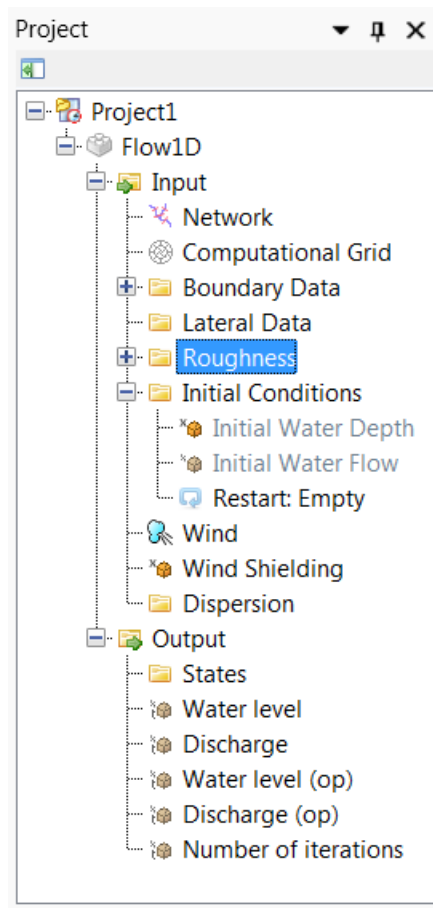 Project
Project1
Flow1D
Input
Network
Computational Grid
Boundary Data
Lateral Data
Roughness
Initial Conditions
Initial Water Depth
Initial Water Flow
Restart: Empty
Wind
Wind Shielding
Dispersion
Output
States
Water level
Discharge
Water level (op)
Discharge (op)
Number of iterations